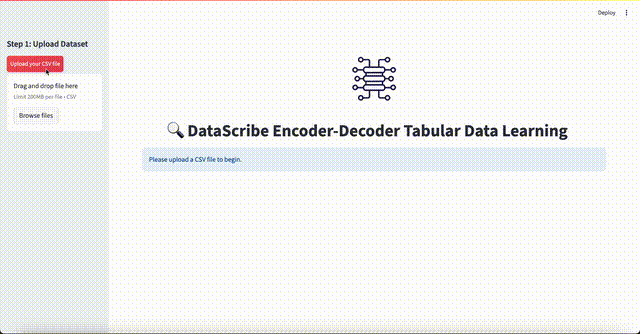 Deploy
Step 1: Upload Dataset
Upload your CSV file
Drag and drop file here
Limit 200MB per file • CSV
Browse files
DataScribe Encoder-Decoder Tabular Data Learning
Please upload a CSV file to begin.